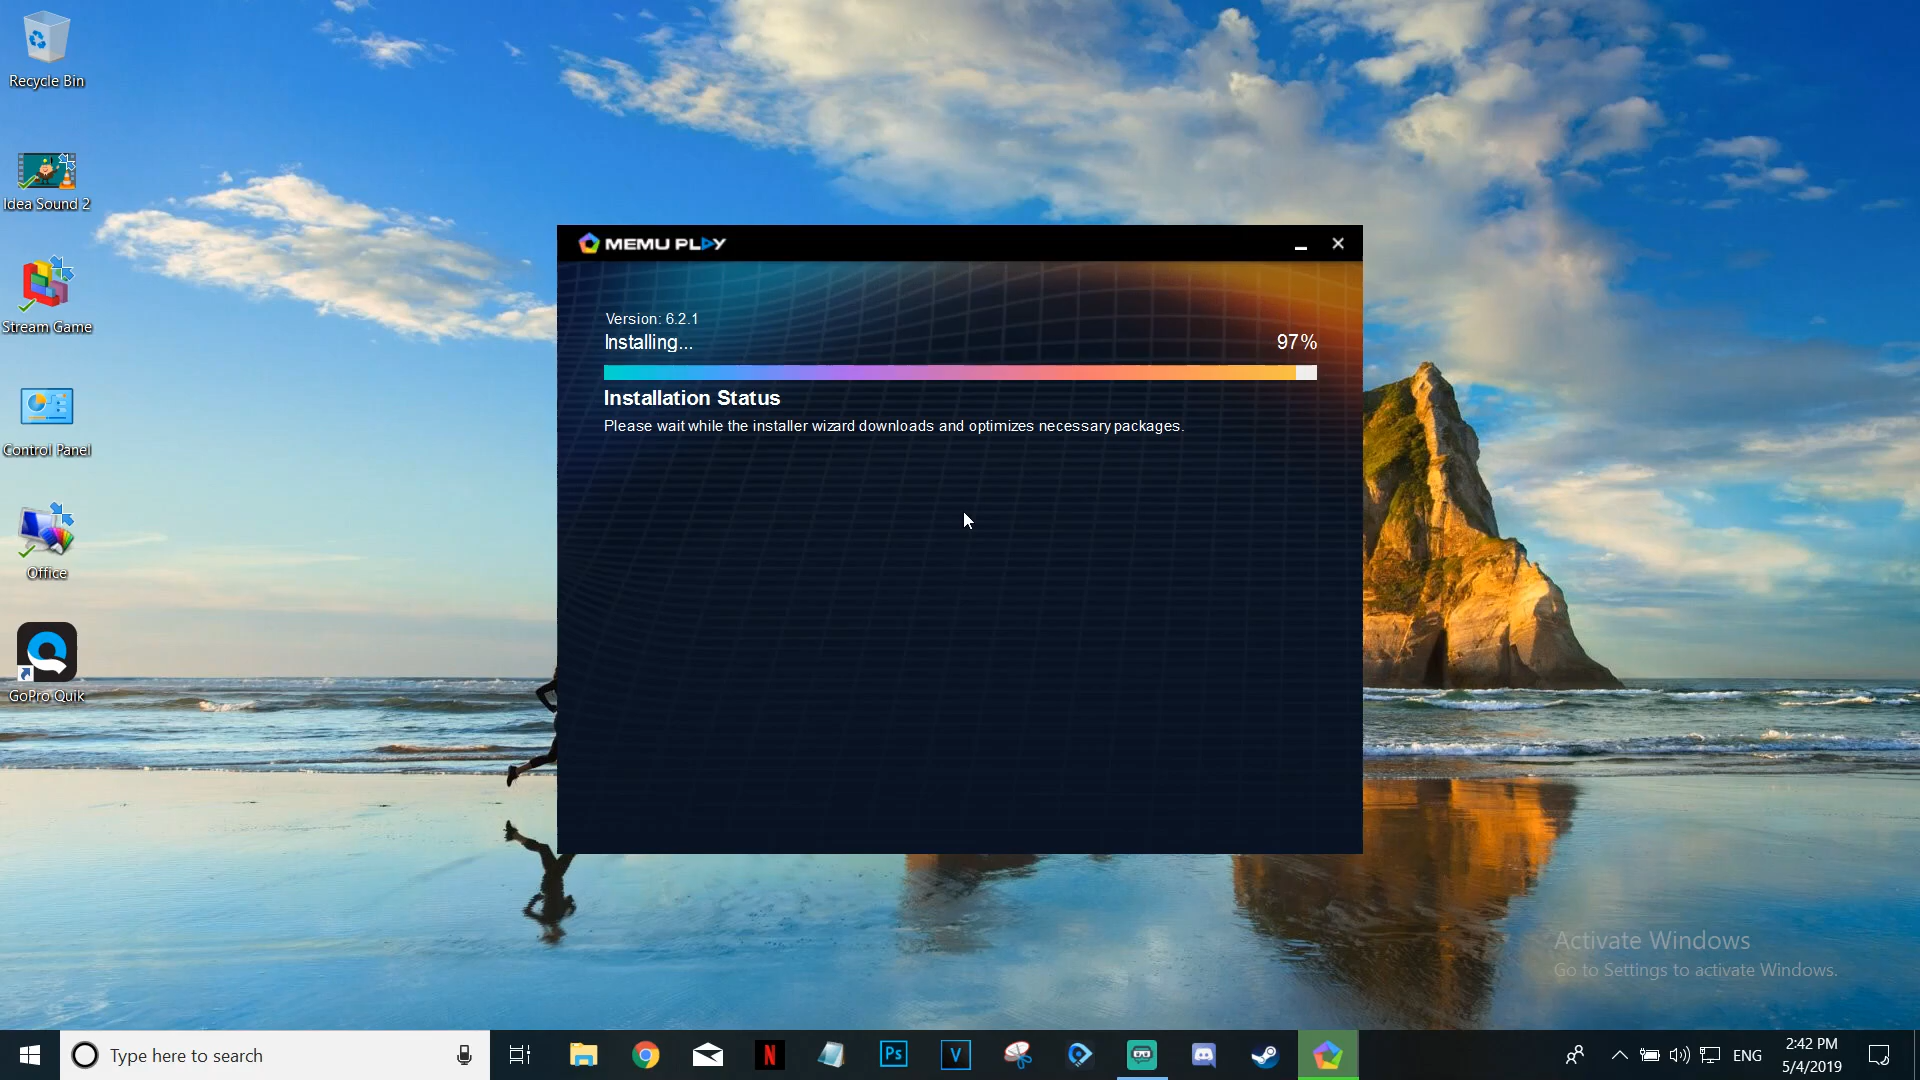 Recycle Bin
Idea Sound 2
Stream Game
Control Panel
Office
GoPro Quik
MEMU PLAY
Version: 6.2.1
Installing...
97%
Installation Status
Please wait while the installer wizard downloads and optimizes necessary packages.
Activate Windows
Go to Settings to activate Windows.
Type here to search
N
Ps
V
ENG
2:42 PM
5/4/2019